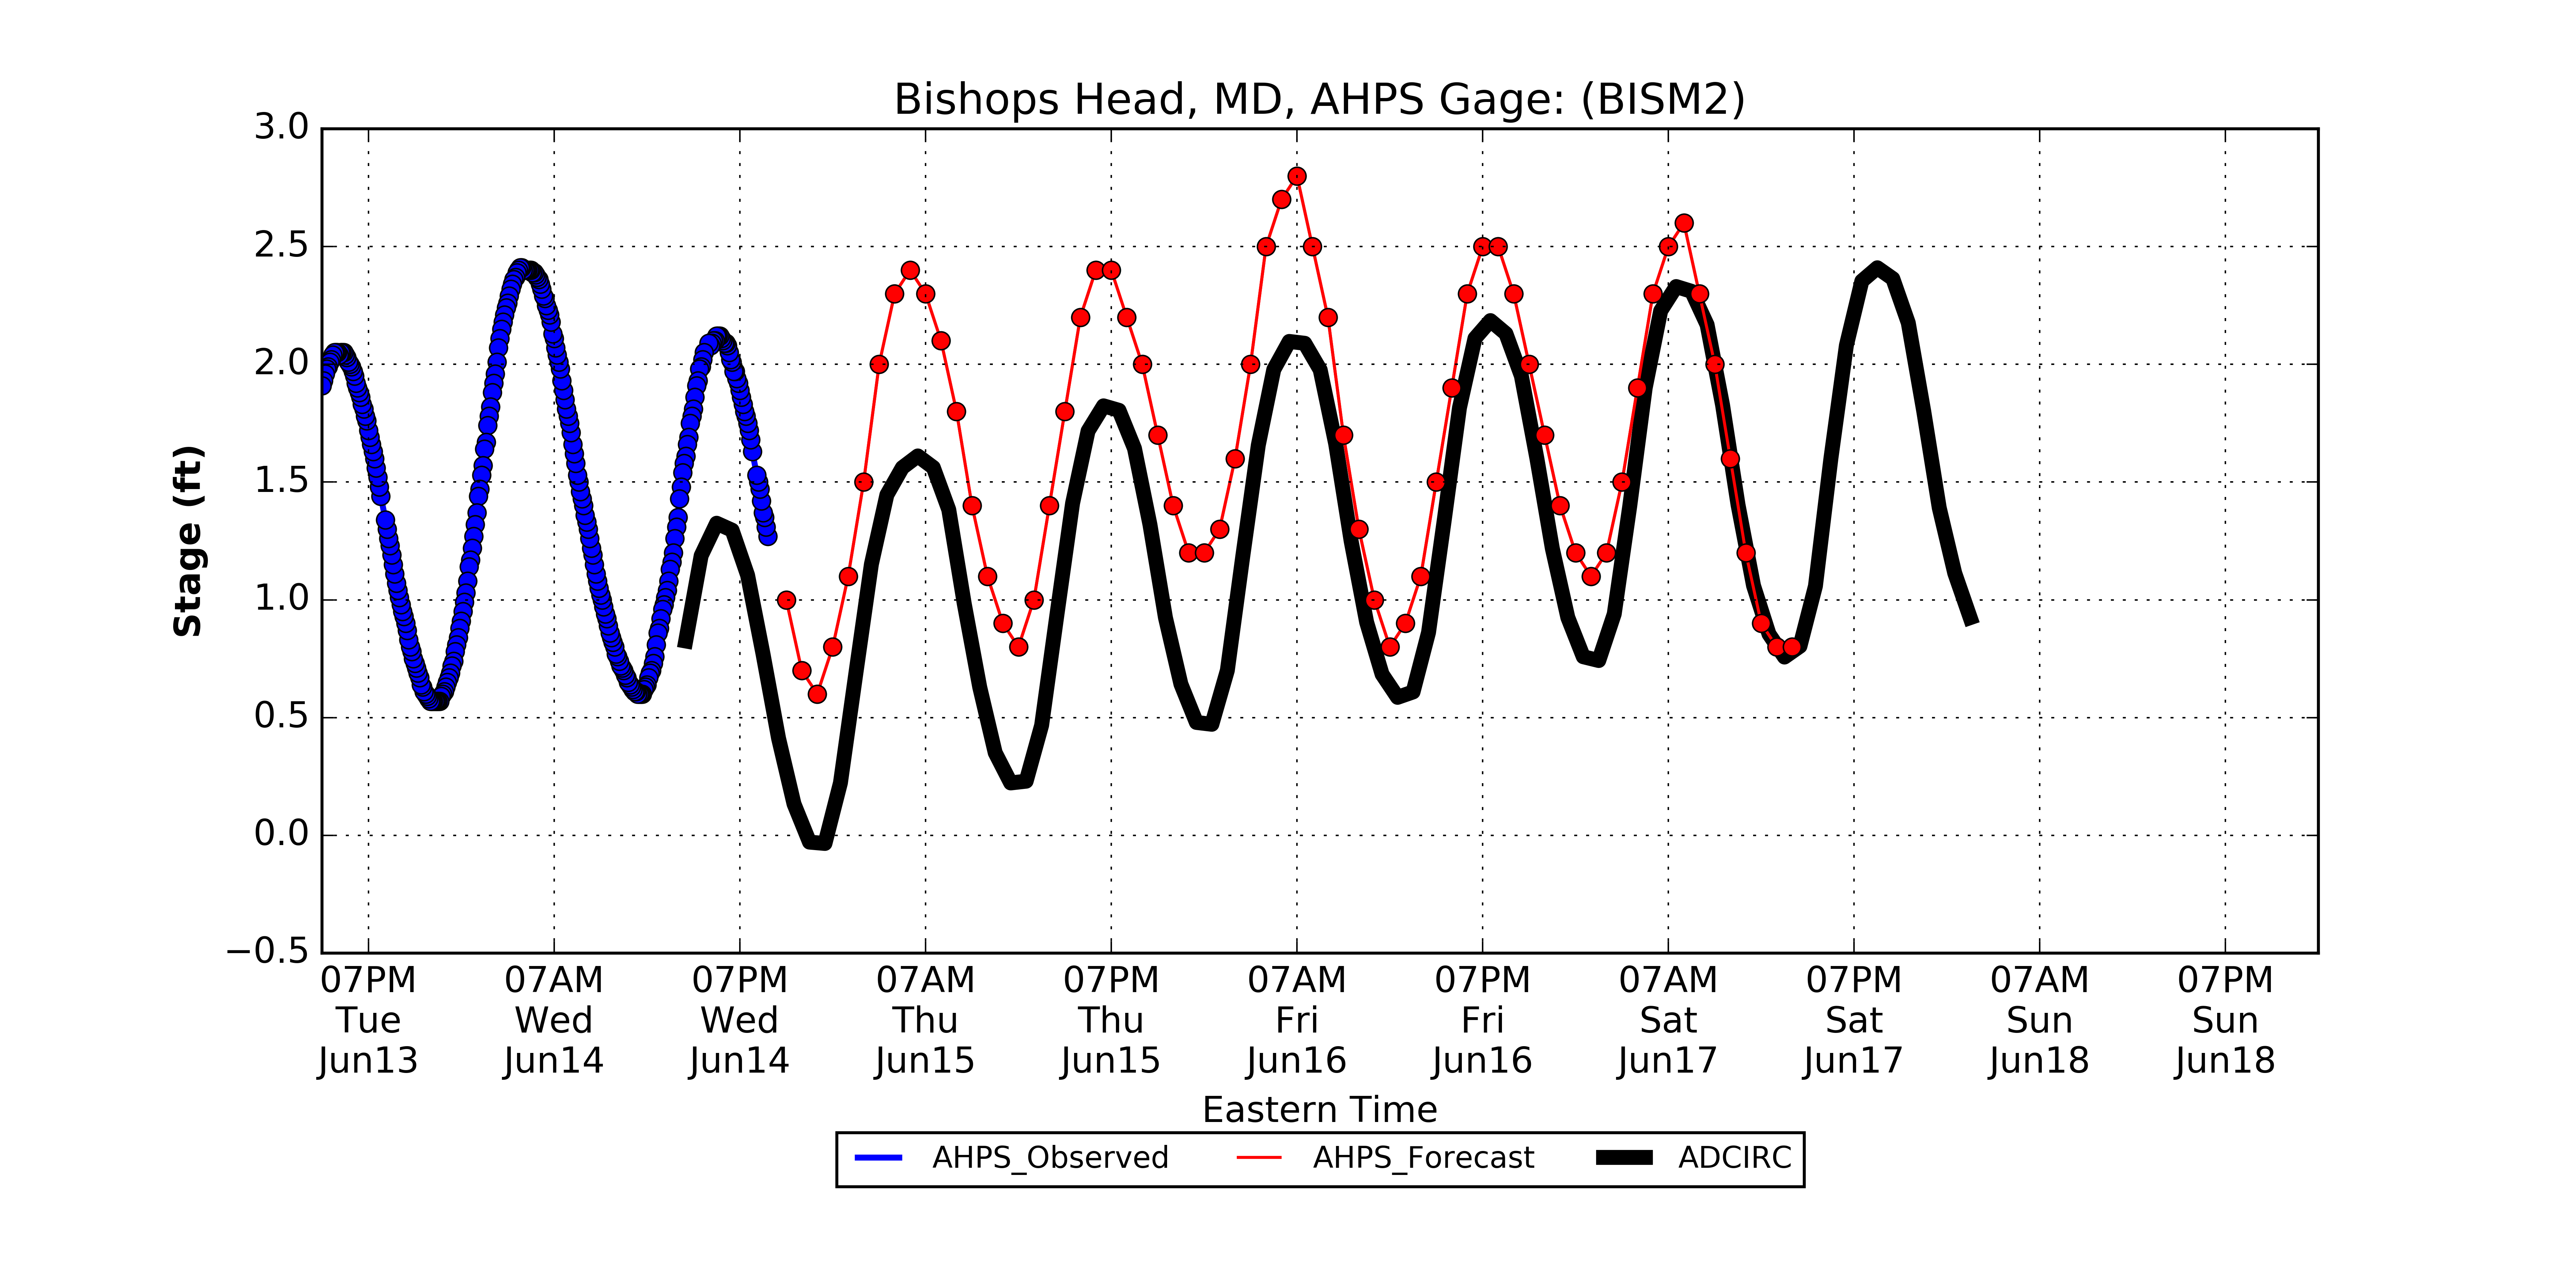 Bishops Head, MD, AHPS Gage: (BISM2)
3.0
2.5
2.0
1.5
1.0
0.5
0.0
−0.5
Stage (ft)
07PM 07AM 07PM 07AM 07PM 07AM 07PM 07AM 07PM 07AM 07PM
Tue Wed Wed Thu Thu Fri Fri Sat Sat Sun Sun
Jun13 Jun14 Jun14 Jun15 Jun15 Jun16 Jun16 Jun17 Jun17 Jun18 Jun18
Eastern Time
AHPS_Observed AHPS_Forecast ADCIRC